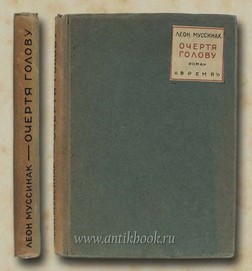 ЛЕОН МУССИНАК — ОЧЕРТЯ ГОЛОВУ
ЛЕОН МУССИНАК
ОЧЕРТЯ
ГОЛОВУ
РОМАН
«ВРЕМЯ»
www.antikbook.ru